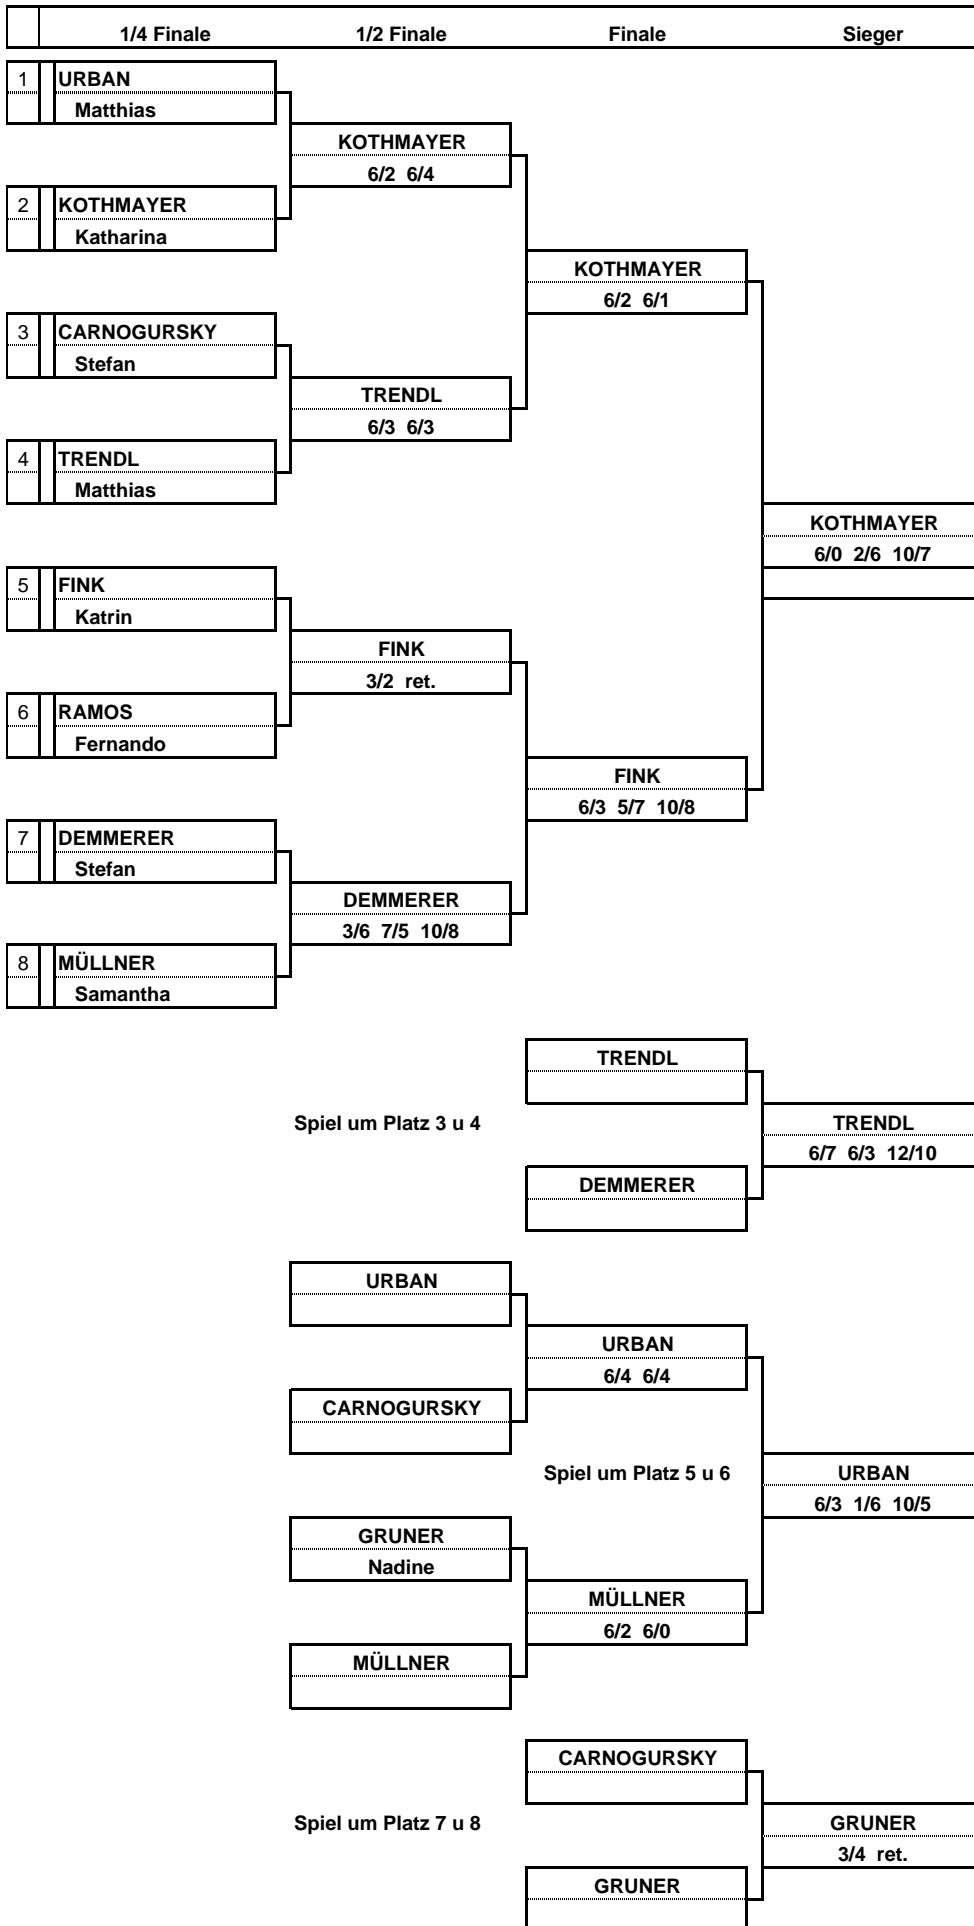 1/4 Finale 1/2 Finale Finale Sieger
1 URBAN
Matthias
KOTHMAYER
6/2 6/4
2 KOTHMAYER
Katharina
KOTHMAYER
6/2 6/1
3 CARNOGURSKY
Stefan
TRENDL
6/3 6/3
4 TRENDL
Matthias
KOTHMAYER
6/0 2/6 10/7
5 FINK
Katrin
FINK
3/2 ret.
6 RAMOS
Fernando
FINK
6/3 5/7 10/8
7 DEMMERER
Stefan
DEMMERER
3/6 7/5 10/8
8 MÜLLNER
Samantha
TRENDL
Spiel um Platz 3 u 4
TRENDL
6/7 6/3 12/10
DEMMERER
URBAN
URBAN
6/4 6/4
CARNOGURSKY
Spiel um Platz 5 u 6
URBAN
6/3 1/6 10/5
GRUNER
Nadine
MÜLLNER
6/2 6/0
MÜLLNER
CARNOGURSKY
Spiel um Platz 7 u 8
GRUNER
3/4 ret.
GRUNER